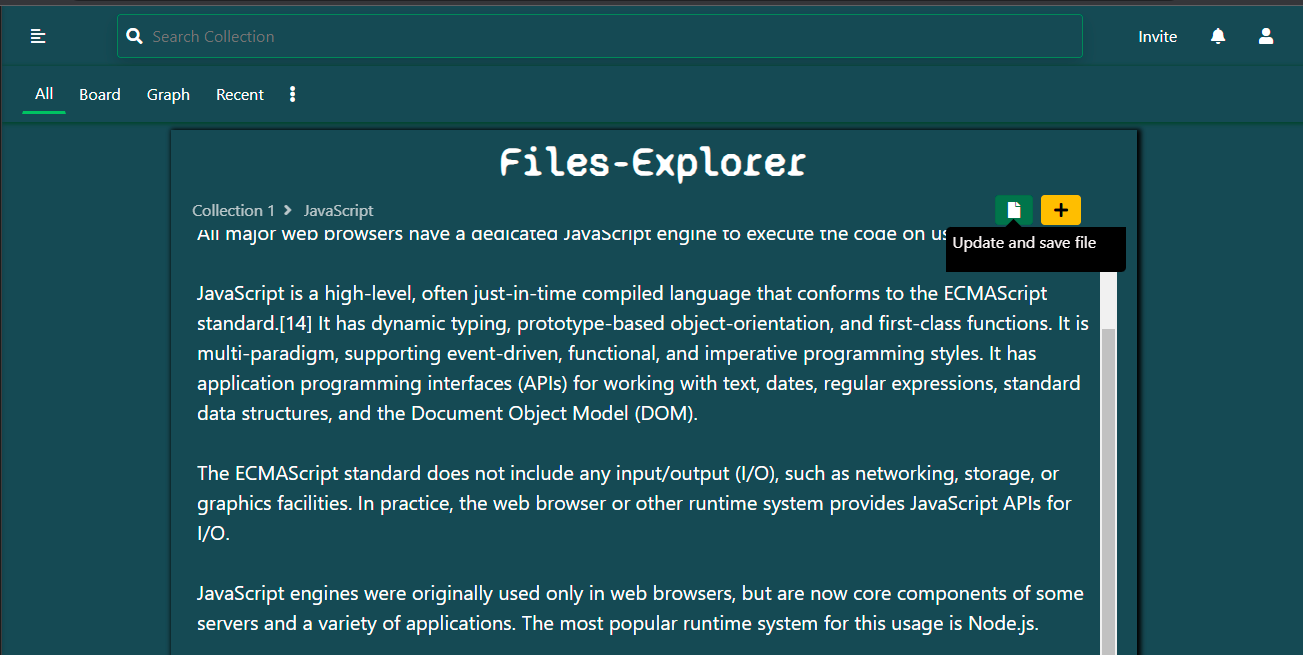 Search Collection
Invite
All Board Graph Recent
Files-Explorer
Collection 1 JavaScript
Update and save file
All major web browsers have a dedicated JavaScript engine to execute the code on
JavaScript is a high-level, often just-in-time compiled language that conforms to the ECMAScript
standard.[14] It has dynamic typing, prototype-based object-orientation, and first-class functions. It is
multi-paradigm, supporting event-driven, functional, and imperative programming styles. It has
application programming interfaces (APIs) for working with text, dates, regular expressions, standard
data structures, and the Document Object Model (DOM).
The ECMAScript standard does not include any input/output (I/O), such as networking, storage, or
graphics facilities. In practice, the web browser or other runtime system provides JavaScript APIs for
I/O.
JavaScript engines were originally used only in web browsers, but are now core components of some
servers and a variety of applications. The most popular runtime system for this usage is Node.js.